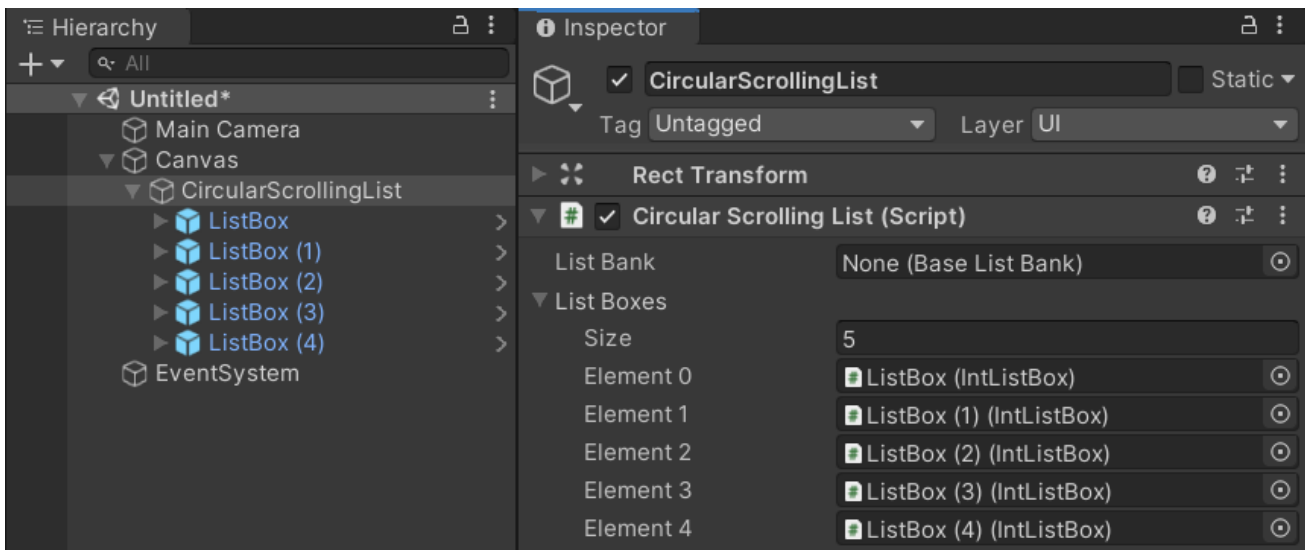 Hierarchy
All
Untitled*
Main Camera
Canvas
CircularScrollingList
ListBox
ListBox (1)
ListBox (2)
ListBox (3)
ListBox (4)
EventSystem
Inspector
CircularScrollingList
Static
Tag Untagged Layer UI
Rect Transform
# Circular Scrolling List (Script)
List Bank None (Base List Bank)
List Boxes
Size 5
Element 0 ListBox (IntListBox)
Element 1 ListBox (1) (IntListBox)
Element 2 ListBox (2) (IntListBox)
Element 3 ListBox (3) (IntListBox)
Element 4 ListBox (4) (IntListBox)